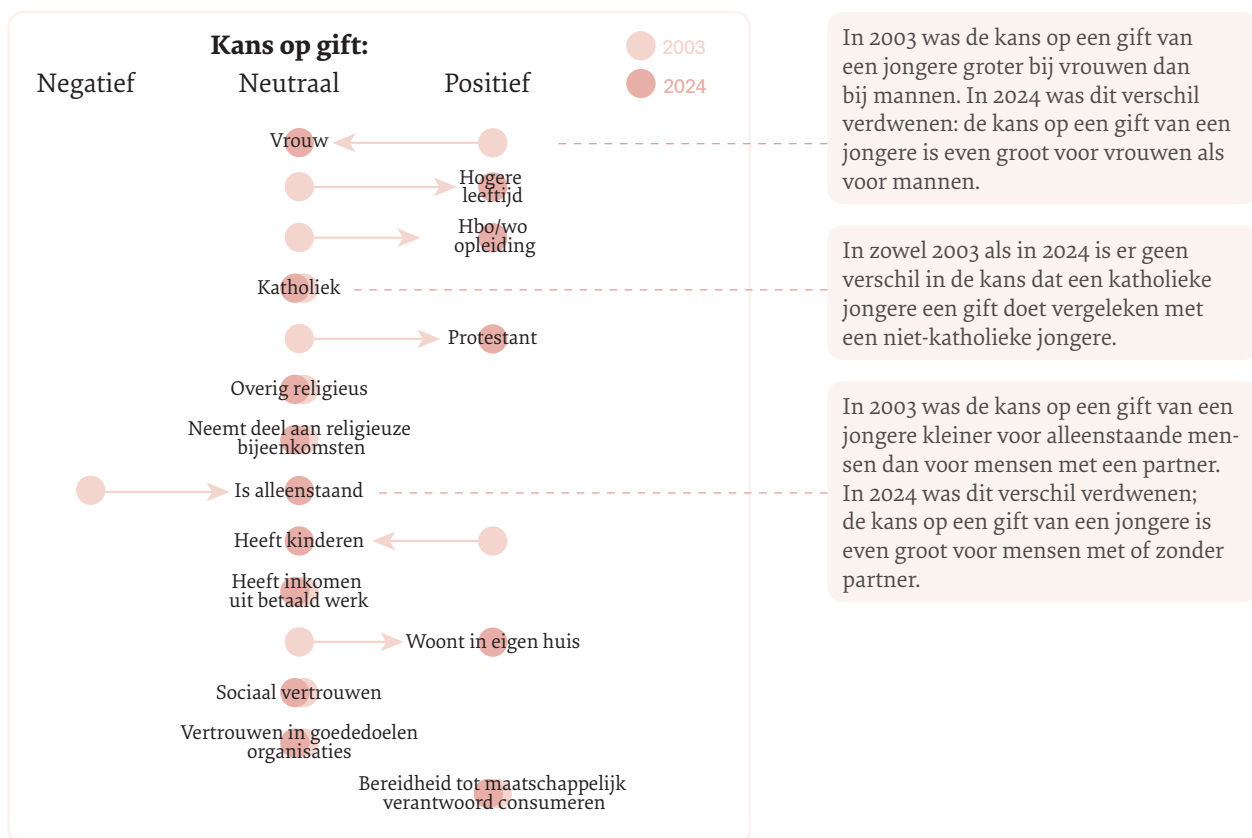 Kans op gift:
2003
Negatief
Neutraal
Positief
2024
Vrouw
Hogere
leeftijd
Hbo/wo
opleiding
Katholiek
Protestant
Overig religieus
Neemt deel aan religieuze
bijeenkomsten
Is alleenstaand
Heeft kinderen
Heeft inkomen
uit betaald werk
Woont in eigen huis
Sociaal vertrouwen
Vertrouwen in goededoelen
organisaties
Bereidheid tot maatschappelijk
verantwoord consumeren
In 2003 was de kans op een gift van
een jongere groter bij vrouwen dan
bij mannen. In 2024 was dit verschil
verdwenen: de kans op een gift van een
jongere is even groot voor vrouwen als
voor mannen.
In zowel 2003 als in 2024 is er geen
verschil in de kans dat een katholieke
jongere een gift doet vergeleken met
een niet-katholieke jongere.
In 2003 was de kans op een gift van een
jongere kleiner voor alleenstaande men-
sen dan voor mensen met een partner.
In 2024 was dit verschil verdwenen;
de kans op een gift van een jongere is
even groot voor mensen met of zonder
partner.